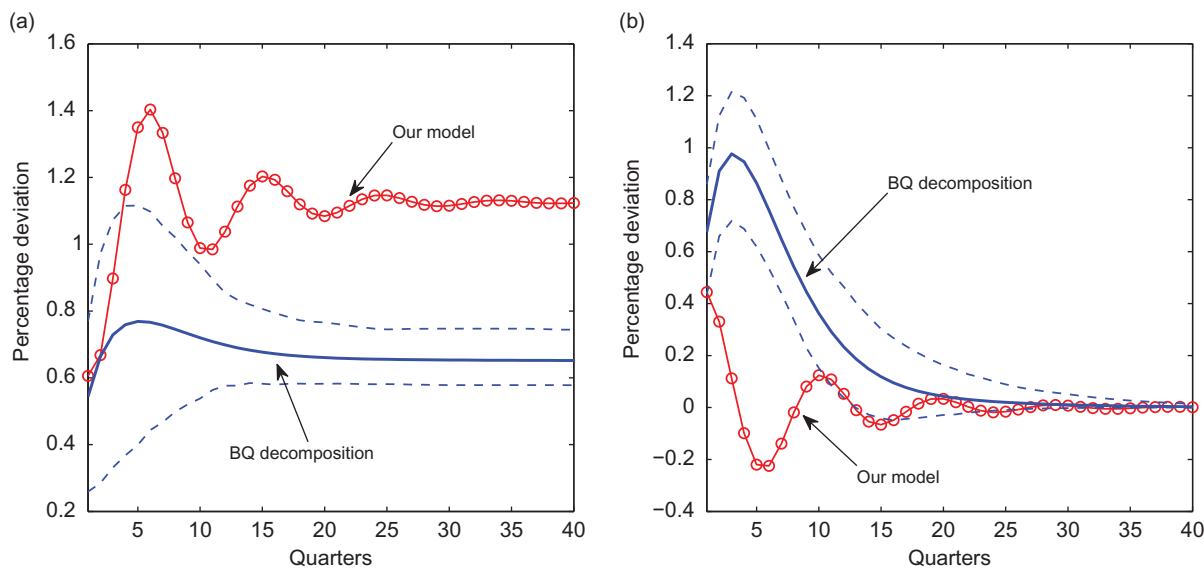 (a)
1.6
1.4
1.2
1
0.8
0.6
0.4
0.2
Percentage deviation
Our model
BQ decomposition
5 10 15 20 25 30 35 40
Quarters
(b)
1.4
1.2
1
0.8
0.6
0.4
0.2
0
−0.2
−0.4
Percentage deviation
BQ decomposition
Our model
5 10 15 20 25 30 35 40
Quarters